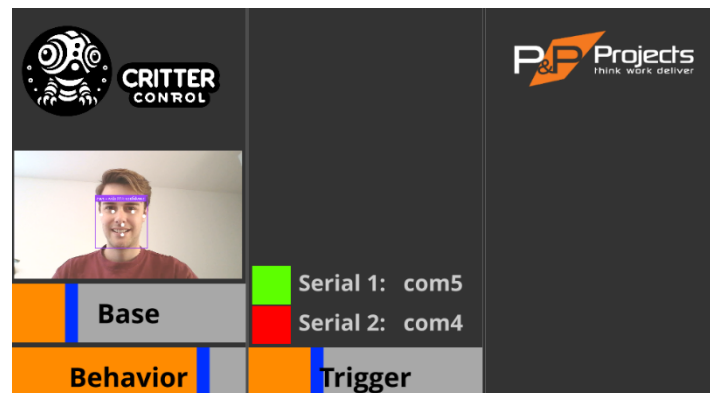 CRITTER
CONTROL
P&P Projects
think work deliver
Serial 1: com5
Serial 2: com4
Base
Behavior
Trigger